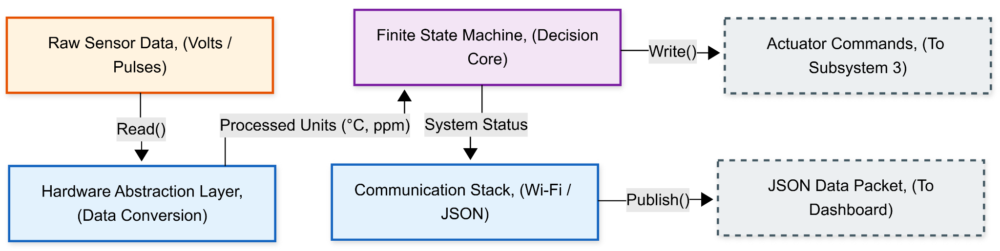 Raw Sensor Data, (Volts /
Pulses)
Read()
Hardware Abstraction Layer,
(Data Conversion)
Processed Units (°C, ppm)
Finite State Machine, (Decision
Core)
System Status
Communication Stack, (Wi-Fi /
JSON)
Write()
Actuator Commands, (To
Subsystem 3)
Publish()
JSON Data Packet, (To
Dashboard)